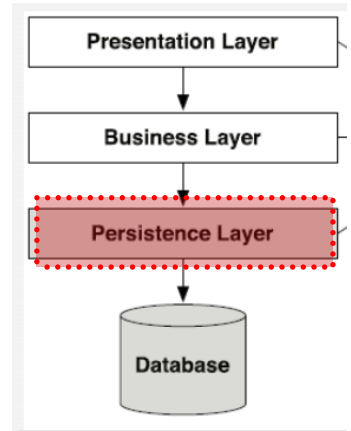 Presentation Layer
Business Layer
Persistence Layer
Database